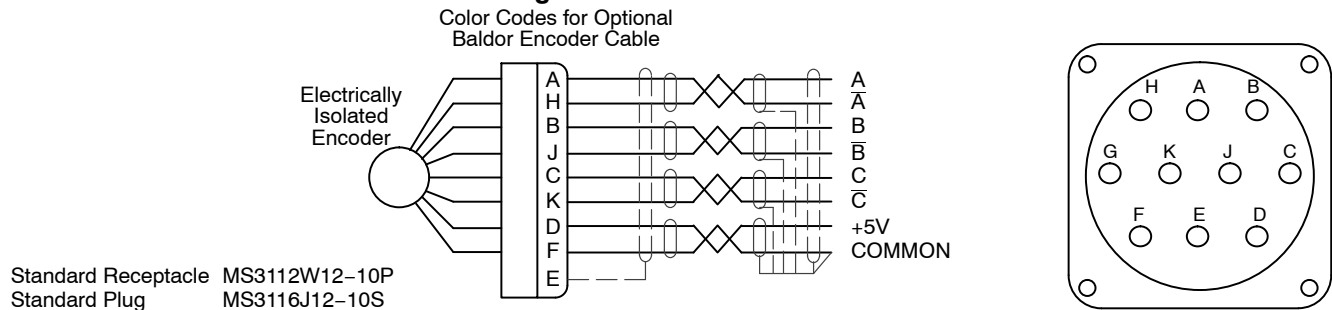 Color Codes for Optional
Baldor Encoder Cable
Electrically
Isolated
Encoder
A
H
B
J
C
K
D
F
E
A
A̅
B
B̅
C
C̅
+5V
COMMON
Standard Receptacle MS3112W12−10P
Standard Plug MS3116J12−10S
H A B
G K J C
F E D